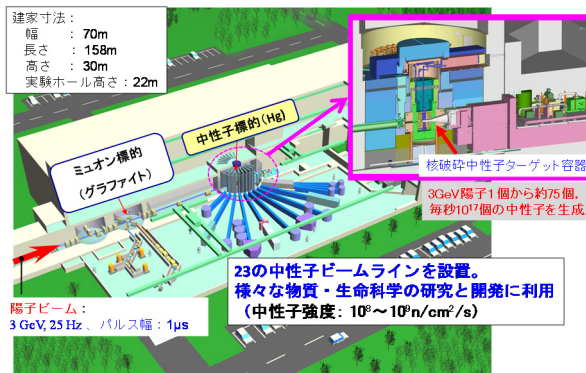 建家寸法：
幅　　：70m
長さ　：158m
高さ　：30m
実験ホール高さ：22m
中性子標的(Hg)
ミュオン標的
(グラファイト)
核破砕中性子ターゲット容器
3GeV陽子1個から約75個、
毎秒10¹⁷個の中性子を生成
23の中性子ビームラインを設置。
様々な物質・生命科学の研究と開発に利用
(中性子強度：10⁸～10⁹n/cm²/s)
陽子ビーム：
3 GeV, 25 Hz 、パルス幅：1μs